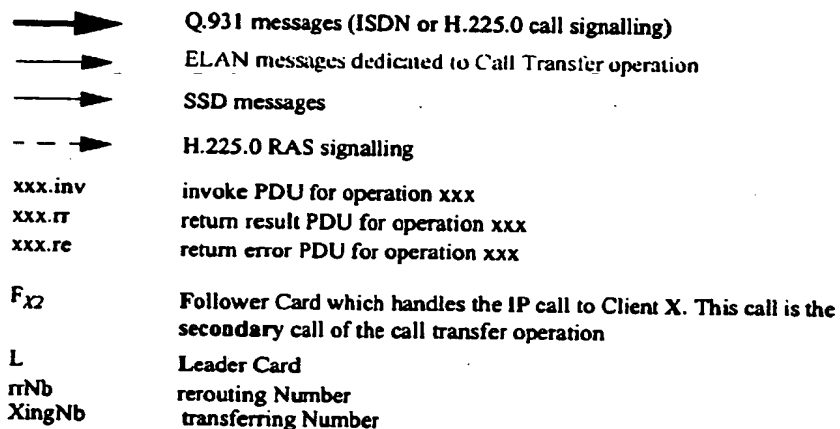 Q.931 messages (ISDN or H.225.0 call signalling)
ELAN messages dedicated to Call Transfer operation
SSD messages
H.225.0 RAS signalling
xxx.inv invoke PDU for operation xxx
xxx.rr return result PDU for operation xxx
xxx.re return error PDU for operation xxx
FX2 Follower Card which handles the IP call to Client X. This call is the
secondary call of the call transfer operation
L Leader Card
rrNb rerouting Number
XingNb transferring Number